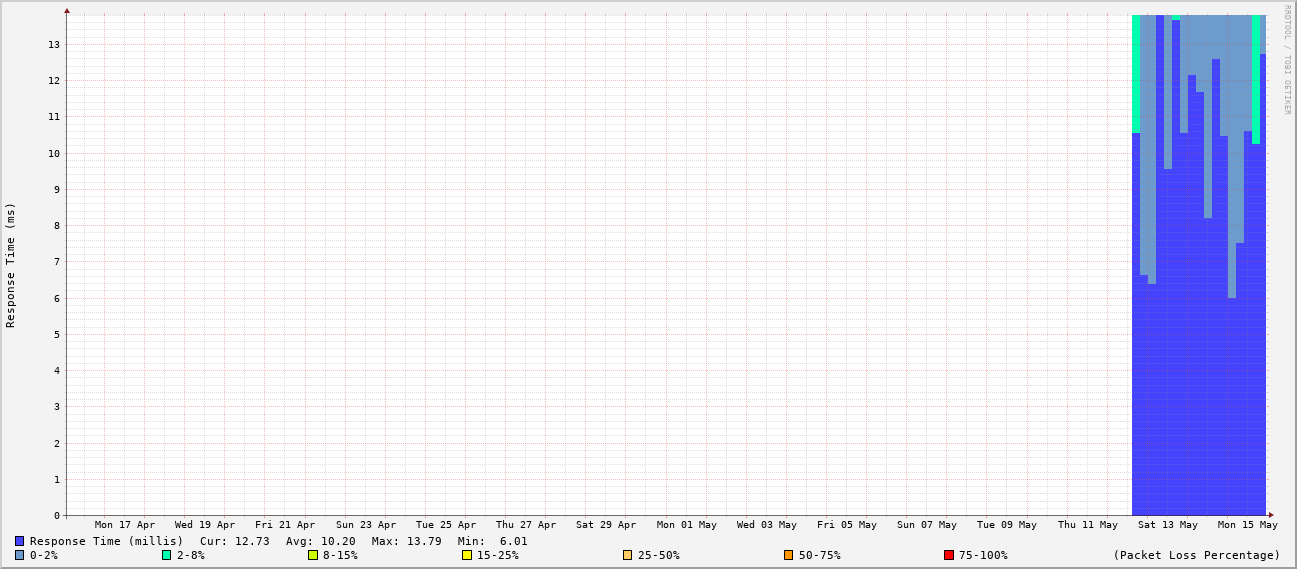 RRDTOOL / TOBI OETIKER
Response Time (ms)
13
12
11
10
9
8
7
6
5
4
3
2
1
0
Mon 17 Apr Wed 19 Apr Fri 21 Apr Sun 23 Apr Tue 25 Apr Thu 27 Apr Sat 29 Apr Mon 01 May Wed 03 May Fri 05 May Sun 07 May Tue 09 May Thu 11 May Sat 13 May Mon 15 May
Response Time (millis) Cur: 12.73 Avg: 10.20 Max: 13.79 Min: 6.01
0-2% 2-8% 8-15% 15-25% 25-50% 50-75% 75-100% (Packet Loss Percentage)